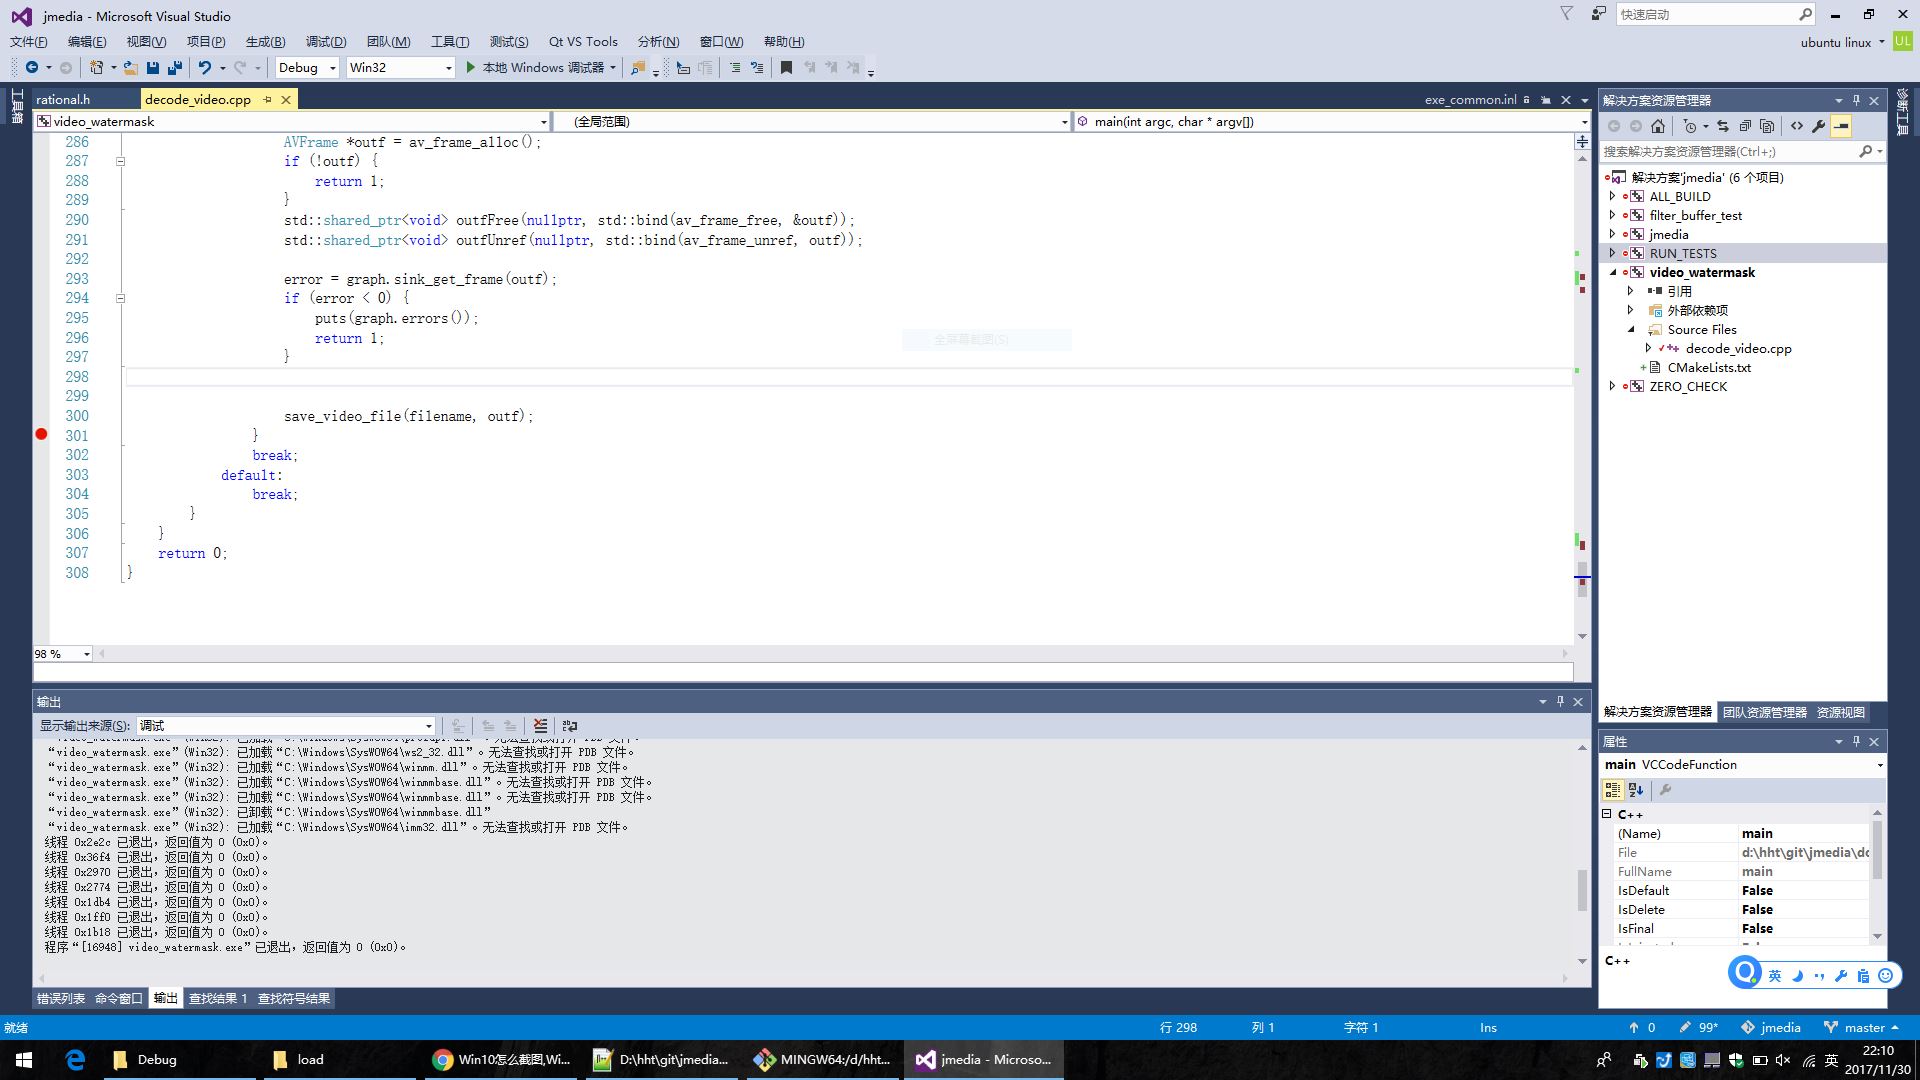 jmedia - Microsoft Visual Studio
快速启动
文件(F) 编辑(E) 视图(V) 项目(P) 生成(B) 调试(D) 团队(M) 工具(T) 测试(S) Qt VS Tools 分析(N) 窗口(W) 帮助(H)
ubuntu linux UL
Debug Win32 本地 Windows 调试器
工具箱
rational.h decode_video.cpp exe_common.inl
video_watermask (全局范围) main(int argc, char * argv[])
286 AVFrame *outf = av_frame_alloc();
287 if (!outf) {
288 return 1;
289 }
290 std::shared_ptr<void> outfFree(nullptr, std::bind(av_frame_free, &outf));
291 std::shared_ptr<void> outfUnref(nullptr, std::bind(av_frame_unref, outf));
292
293 error = graph.sink_get_frame(outf);
294 if (error < 0) {
295 puts(graph.errors());
296 return 1;
297 }
298
299
300 save_video_file(filename, outf);
301 }
302 break;
303 default:
304 break;
305 }
306 }
307 return 0;
308 }
全屏幕截图(S)
98 %
输出
显示输出来源(S): 调试
“video_watermask.exe”(Win32): 已加载“C:\Windows\SysWOW64\ws2_32.dll”。无法查找或打开 PDB 文件。
“video_watermask.exe”(Win32): 已加载“C:\Windows\SysWOW64\winmm.dll”。无法查找或打开 PDB 文件。
“video_watermask.exe”(Win32): 已加载“C:\Windows\SysWOW64\winmmbase.dll”。无法查找或打开 PDB 文件。
“video_watermask.exe”(Win32): 已加载“C:\Windows\SysWOW64\winmmbase.dll”。无法查找或打开 PDB 文件。
“video_watermask.exe”(Win32): 已卸载“C:\Windows\SysWOW64\winmmbase.dll”
“video_watermask.exe”(Win32): 已加载“C:\Windows\SysWOW64\imm32.dll”。无法查找或打开 PDB 文件。
线程 0x2e2c 已退出，返回值为 0 (0x0)。
线程 0x36f4 已退出，返回值为 0 (0x0)。
线程 0x2970 已退出，返回值为 0 (0x0)。
线程 0x2774 已退出，返回值为 0 (0x0)。
线程 0x1db4 已退出，返回值为 0 (0x0)。
线程 0x1ff0 已退出，返回值为 0 (0x0)。
线程 0x1b18 已退出，返回值为 0 (0x0)。
程序“[16948] video_watermask.exe”已退出，返回值为 0 (0x0)。
错误列表 命令窗口 输出 查找结果 1 查找符号结果
解决方案资源管理器
诊断工具
搜索解决方案资源管理器(Ctrl+;)
解决方案'jmedia' (6 个项目)
ALL_BUILD
filter_buffer_test
jmedia
RUN_TESTS
video_watermask
引用
外部依赖项
Source Files
decode_video.cpp
CMakeLists.txt
ZERO_CHECK
解决方案资源管理器 团队资源管理器 资源视图
属性
main VCCodeFunction
C++
(Name) main
File d:\hht\git\jmedia\dc
FullName main
IsDefault False
IsDelete False
IsFinal False
C++
英
就绪 行 298 列 1 字符 1 Ins 0 99* jmedia master
Debug load Win10怎么截图,Wi... D:\hht\git\jmedia... MINGW64:/d/hht... jmedia - Microso... 英 22:10
2017/11/30